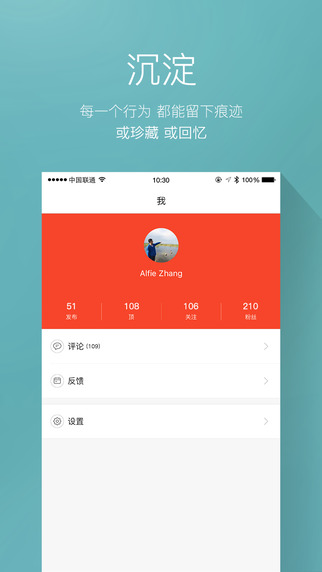 沉淀
每一个行为 都能留下痕迹
或珍藏 或回忆
中国联通 10:30 100%
我
Alfie Zhang
51 108 106 210
发布 顶 关注 粉丝
评论 (109)
反馈
设置